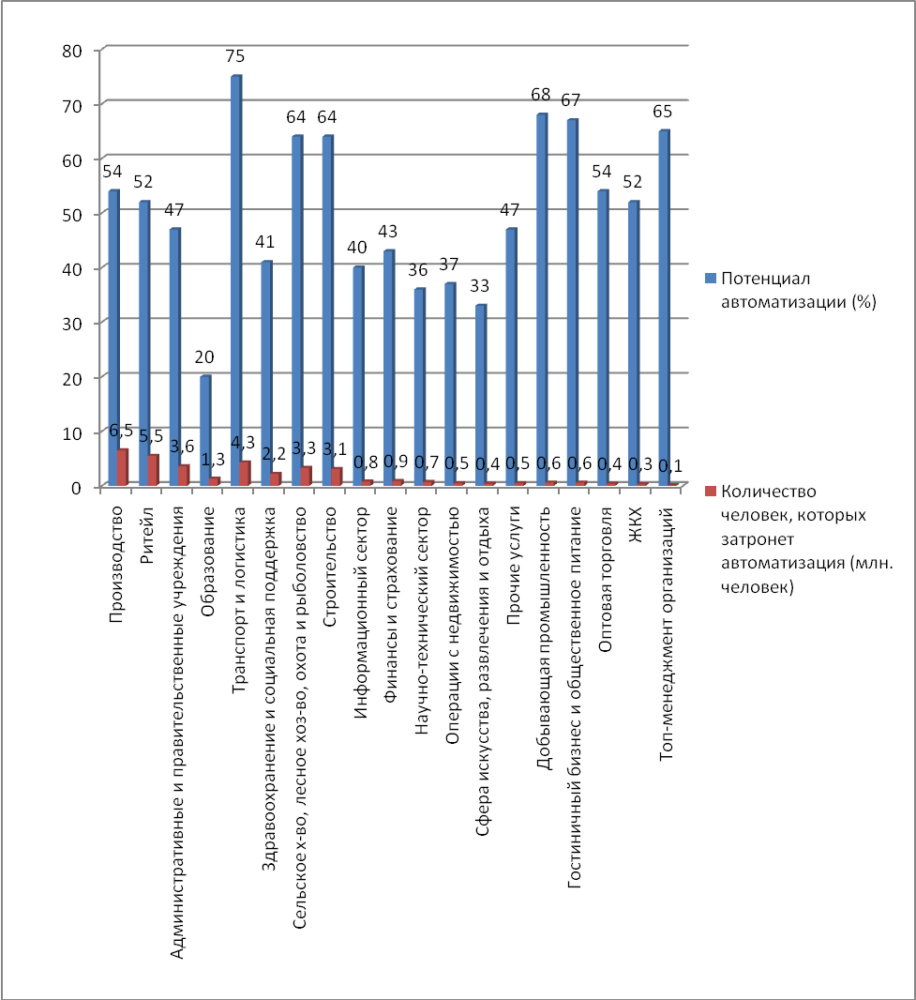 80
70
60
50
40
30
20
10
0
54
52
47
20
75
41
64
64
40
43
36
37
33
47
68
67
54
52
65
6,5
5,5
3,6
1,3
4,3
2,2
3,3
3,1
0,8
0,9
0,7
0,5
0,4
0,5
0,6
0,6
0,4
0,3
0,1
Производство
Ритейл
Административные и правительственные учреждения
Образование
Транспорт и логистика
Здравоохранение и социальная поддержка
Сельское х-во, лесное хоз-во, охота и рыболовство
Строительство
Информационный сектор
Финансы и страхование
Научно-технический сектор
Операции с недвижимостью
Сфера искусства, развлечения и отдыха
Прочие услуги
Добывающая промышленность
Гостиничный бизнес и общественное питание
Оптовая торговля
ЖКХ
Топ-менеджмент организаций
Потенциал
автоматизации (%)
Количество
человек, которых
затронет
автоматизация (млн.
человек)